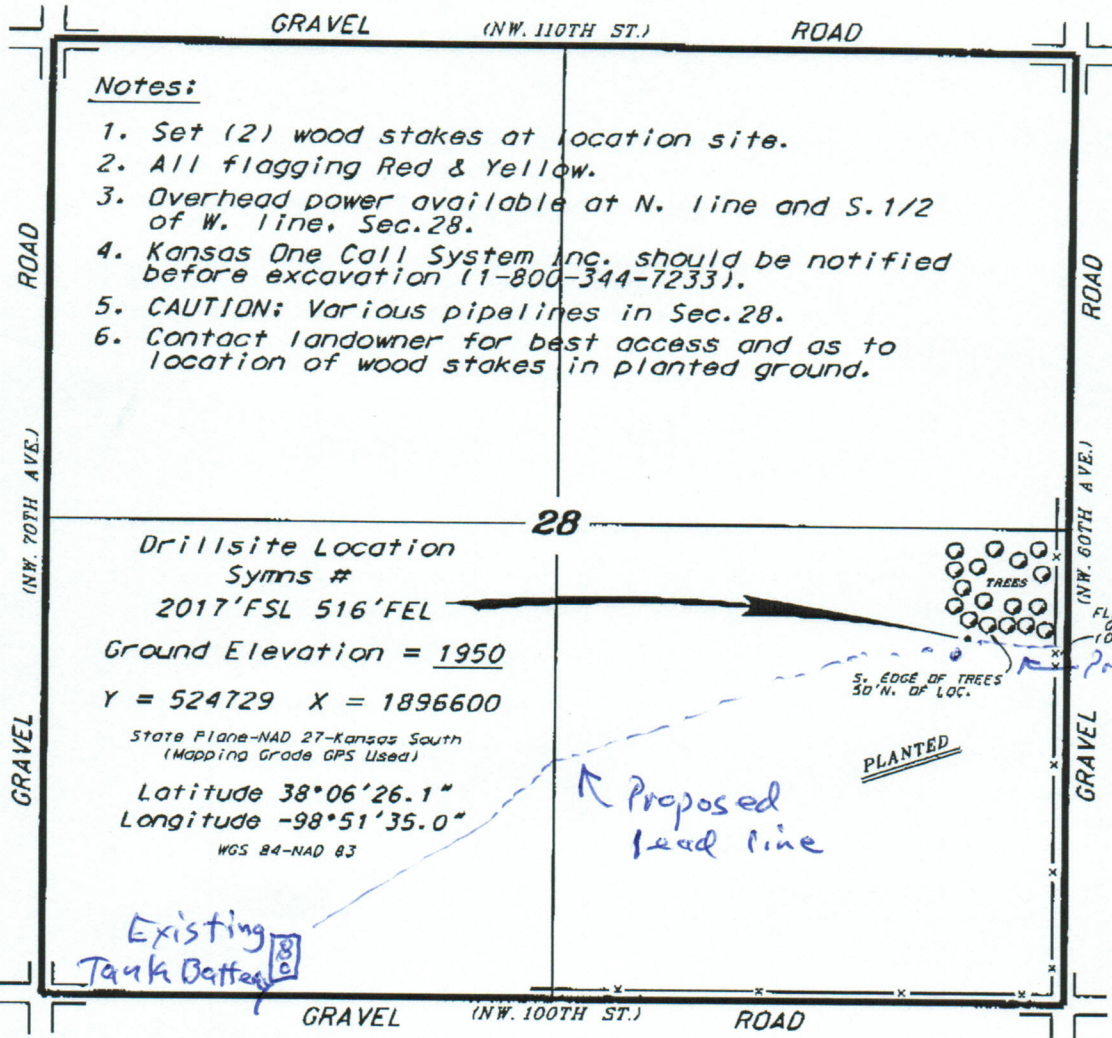 GRAVEL (NW. 110TH ST.) ROAD
Notes:
1. Set (2) wood stakes at location site.
2. All flagging Red & Yellow.
3. Overhead power available at N. line and S. 1/2
of W. line, Sec.28.
4. Kansas One Call System Inc. should be notified
before excavation (1-800-344-7233).
5. CAUTION: Various pipelines in Sec.28.
6. Contact landowner for best access and as to
location of wood stakes in planted ground.
ROAD
(NW. 70TH AVE.)
GRAVEL
ROAD
(NW. 60TH AVE.)
GRAVEL
28
Drillsite Location
Symns #
2017'FSL 516'FEL
Ground Elevation = 1950
Y = 524729 X = 1896600
State Plane-NAD 27-Kansas South
(Mapping Grade GPS Used)
Latitude 38°06'26.1"
Longitude -98°51'35.0"
WGS 84-NAD 83
TREES
S. EDGE OF TREES
50'N. OF LOC.
PLANTED
Proposed
lead line
Existing
Tank Battery
GRAVEL (NW. 100TH ST.) ROAD